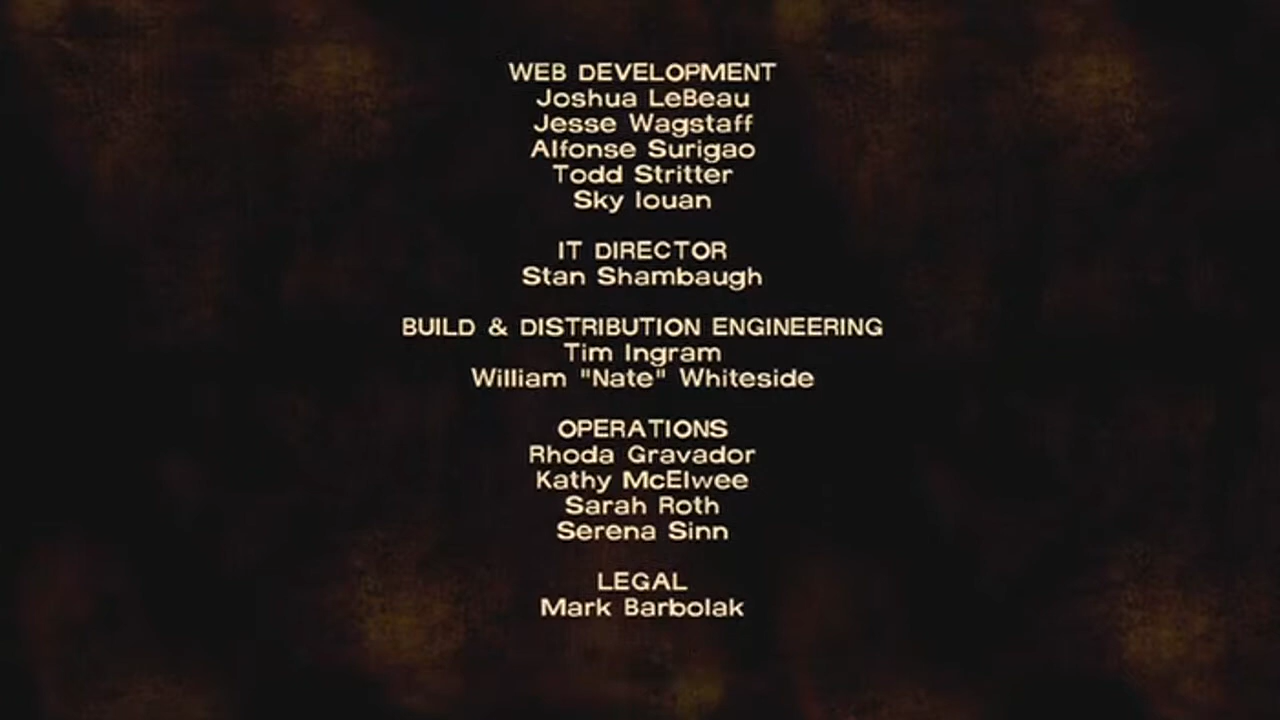 WEB DEVELOPMENT
Joshua LeBeau
Jesse Wagstaff
Alfonse Surigao
Todd Stritter
Sky Iouan
IT DIRECTOR
Stan Shambaugh
BUILD & DISTRIBUTION ENGINEERING
Tim Ingram
William "Nate" Whiteside
OPERATIONS
Rhoda Gravador
Kathy McElwee
Sarah Roth
Serena Sinn
LEGAL
Mark Barbolak